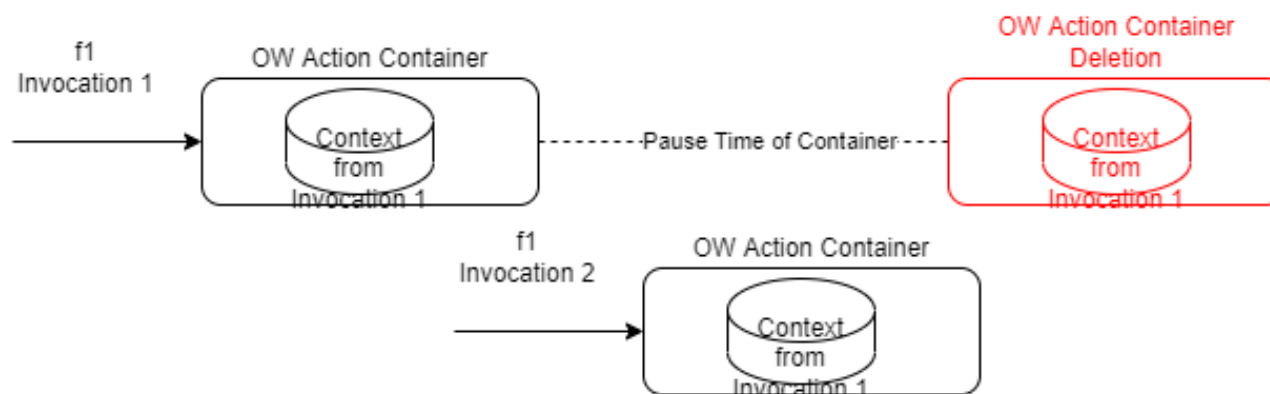 f1
Invocation 1
OW Action Container
Context
from
Invocation 1
Pause Time of Container
OW Action Container
Deletion
Context
from
Invocation 1
f1
Invocation 2
OW Action Container
Context
from
Invocation 1